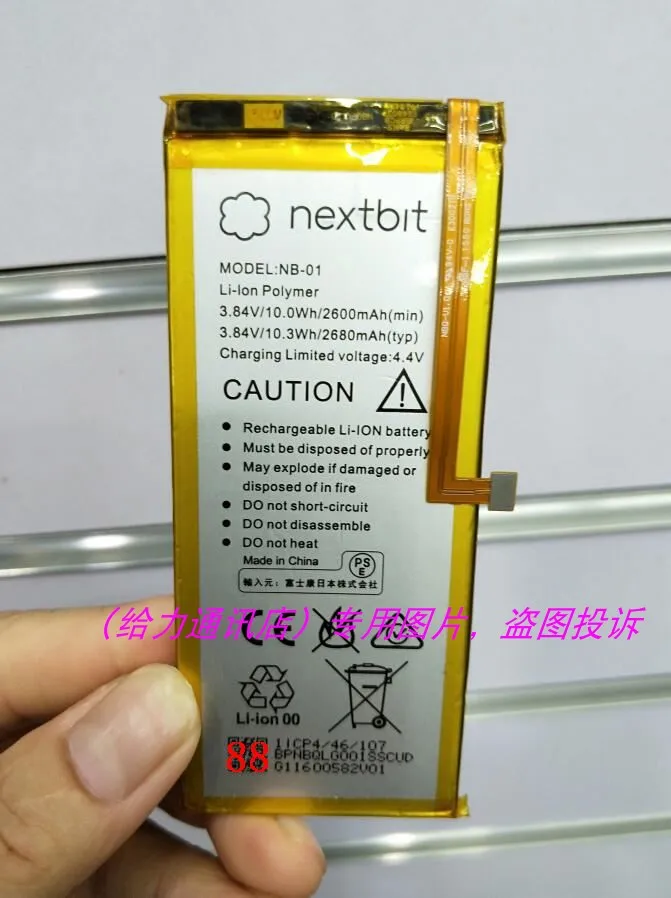 nextbit
MODEL:NB-01
Li-Ion Polymer
3.84V/10.0Wh/2600mAh(min)
3.84V/10.3Wh/2680mAh(typ)
Charging Limited voltage:4.4V
CAUTION
Rechargeable Li-ION battery
Must be disposed of properly
May explode if damaged or
disposed of in fire
DO not short-circuit
DO not disassemble
DO not heat
Made in China
PS
E
輸入元：富士康日本株式会社
（给力通讯店）专用图片，盗图投诉
CE
Li-ion 00
1ICP4/46/107
BPNBQLG001SSCUD
G11600582V01
88